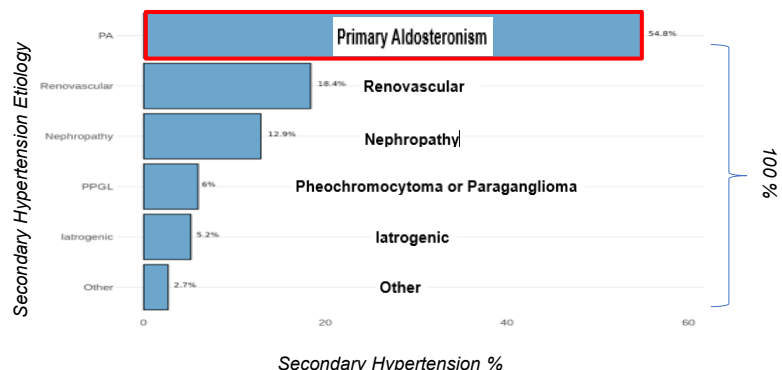 Secondary Hypertension Etiology
PA
Primary Aldosteronism
54.8%
Renovascular
18.4%
Renovascular
Nephropathy
12.9%
Nephropathy
PPGL
6%
Pheochromocytoma or Paraganglioma
Iatrogenic
5.2%
Iatrogenic
Other
2.7%
Other
100 %
0 20 40 60
Secondary Hypertension %